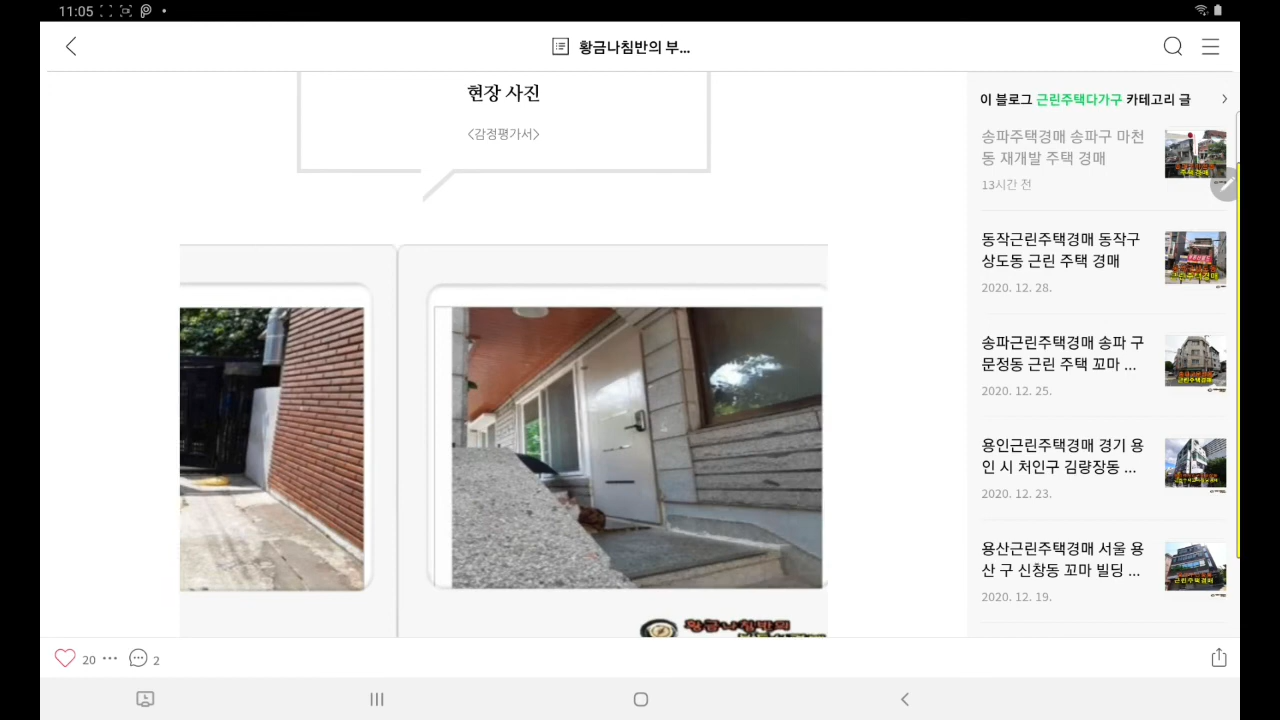 11:05
황금나침반의 부...
현장 사진
<감정평가서>
이 블로그 근린주택다가구 카테고리 글
송파주택경매 송파구 마천
동 재개발 주택 경매
13시간 전
동작근린주택경매 동작구
상도동 근린 주택 경매
2020. 12. 28.
송파근린주택경매 송파 구
문정동 근린 주택 꼬마 ...
2020. 12. 25.
용인근린주택경매 경기 용
인 시 처인구 김량장동 ...
2020. 12. 23.
용산근린주택경매 서울 용
산 구 신창동 꼬마 빌딩 ...
2020. 12. 19.
황금나침반의
20
2